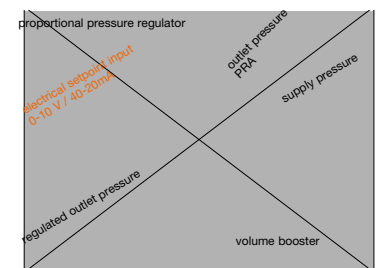 proportional pressure regulator
outlet pressure
PRA
supply pressure
electrical setpoint input
0-10 V / 40-20mA
regulated outlet pressure
volume booster